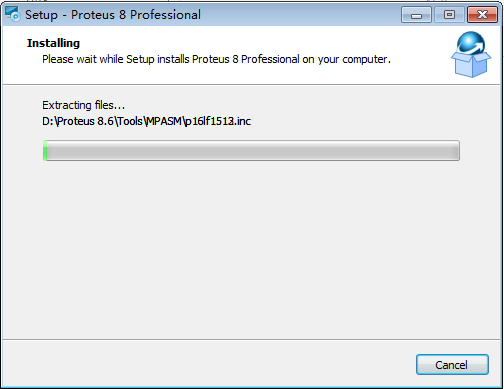 Setup - Proteus 8 Professional
Installing
Please wait while Setup installs Proteus 8 Professional on your computer.
Extracting files...
D:\Proteus 8.6\Tools\MPASM\p16lf1513.inc
Cancel